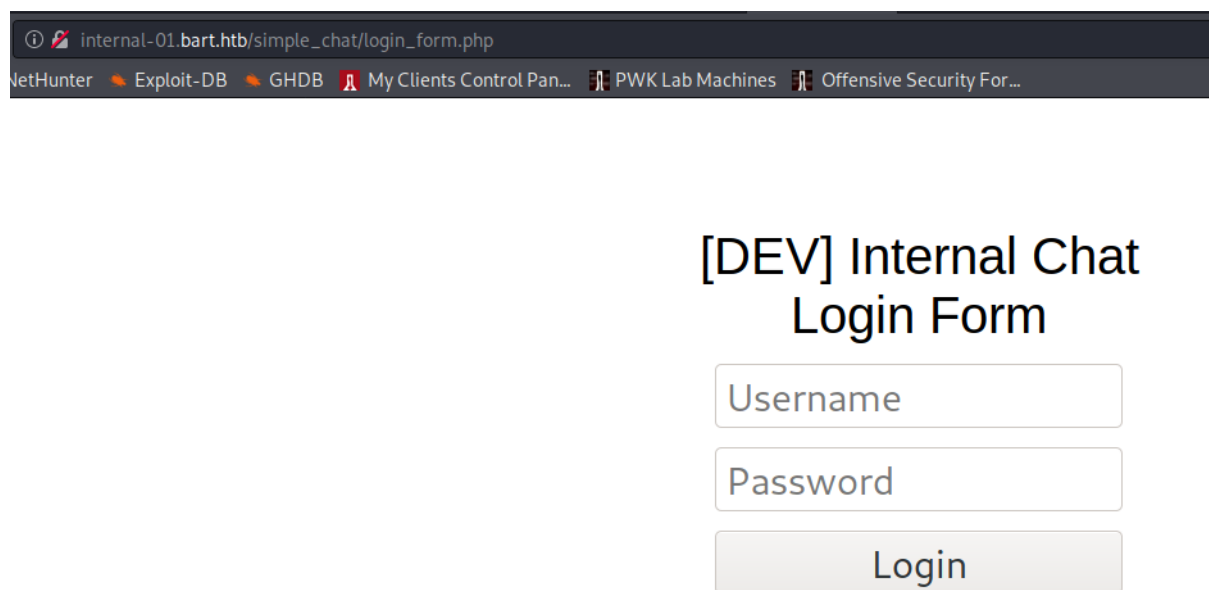 internal-01.bart.htb/simple_chat/login_form.php
NetHunter Exploit-DB GHDB My Clients Control Pan... PWK Lab Machines Offensive Security For...
[DEV] Internal Chat
Login Form
Username
Password
Login